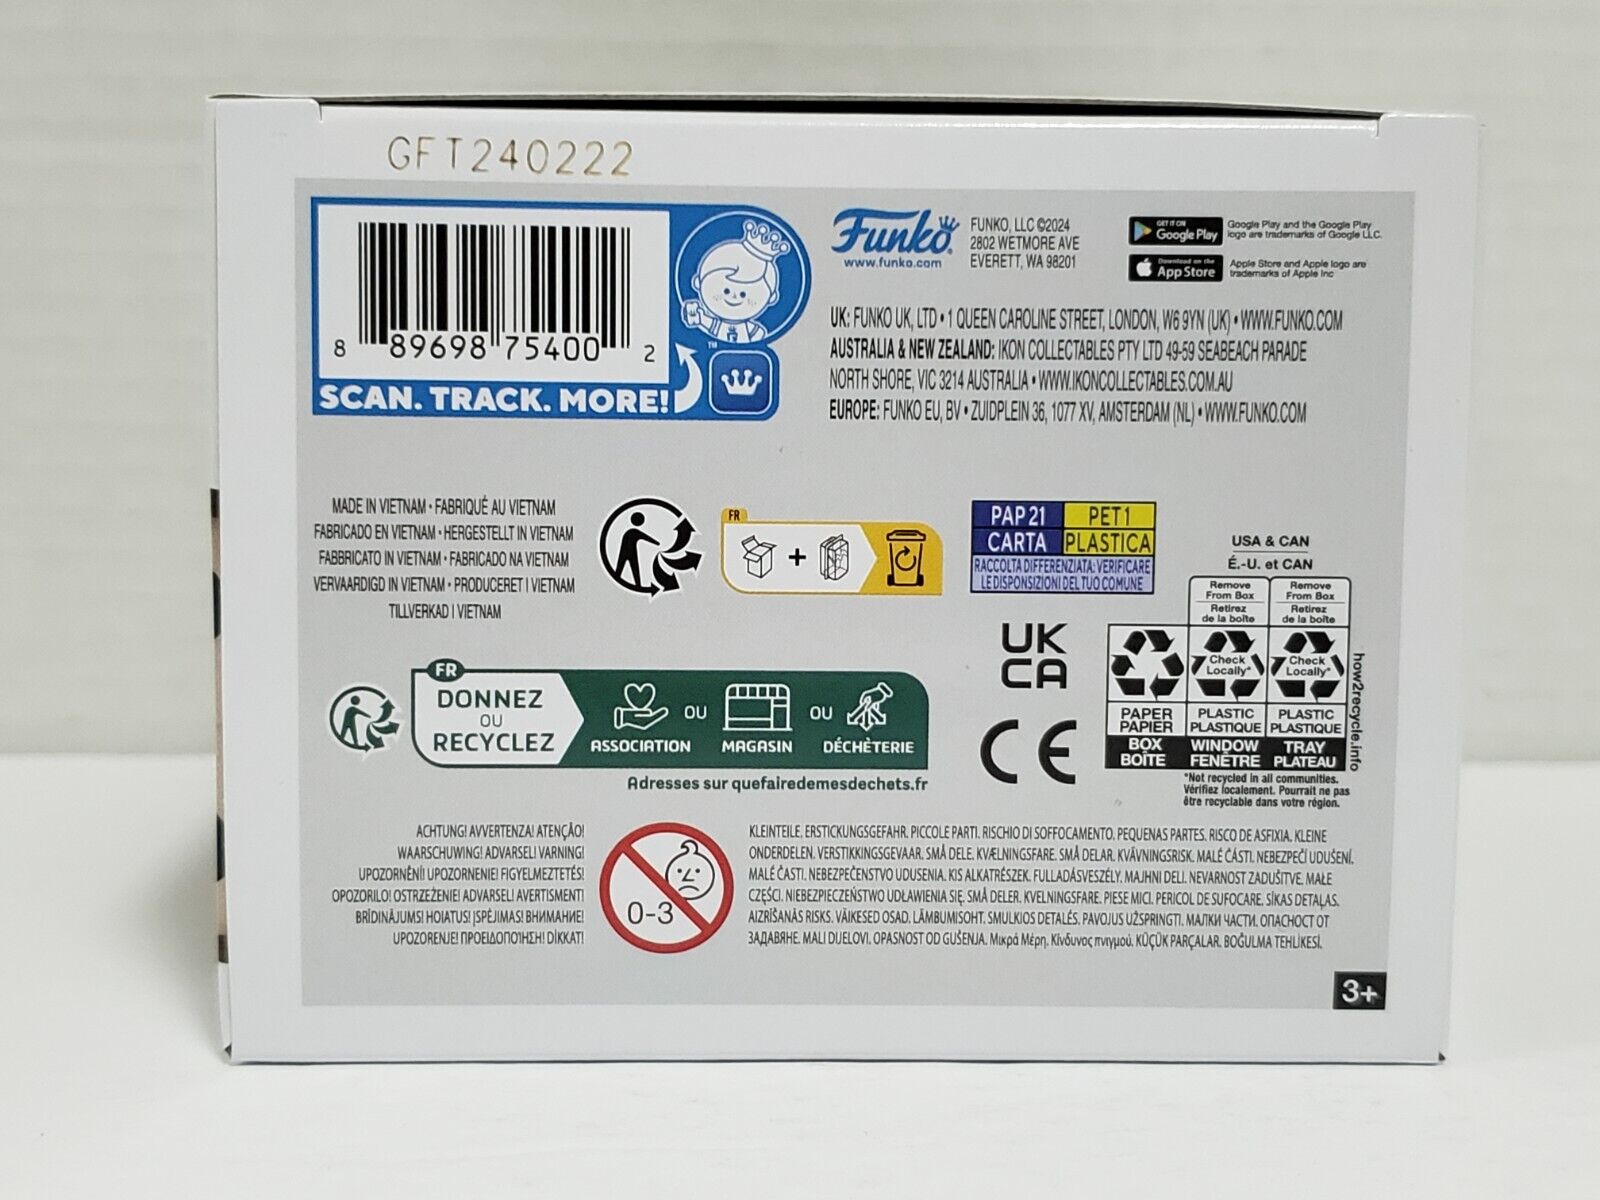 GFT240222
8 89698 75400 2
™
SCAN. TRACK. MORE!
Funko
www.funko.com
FUNKO, LLC ©2024
2802 WETMORE AVE
EVERETT, WA 98201
GET IT ON
Google Play
Google Play and the Google Play
logo are trademarks of Google LLC.
Download on the
App Store
Apple Store and Apple logo are
trademarks of Apple Inc
UK: FUNKO UK, LTD • 1 QUEEN CAROLINE STREET, LONDON, W6 9YN (UK) • WWW.FUNKO.COM
AUSTRALIA & NEW ZEALAND: IKON COLLECTABLES PTY LTD 49-59 SEABEACH PARADE
NORTH SHORE, VIC 3214 AUSTRALIA • WWW.IKONCOLLECTABLES.COM.AU
EUROPE: FUNKO EU, BV • ZUIDPLEIN 36, 1077 XV, AMSTERDAM (NL) • WWW.FUNKO.COM
MADE IN VIETNAM • FABRIQUÉ AU VIETNAM
FABRICADO EN VIETNAM • HERGESTELLT IN VIETNAM
FABBRICATO IN VIETNAM • FABRICADO NA VIETNAM
VERVAARDIGD IN VIETNAM • PRODUCERET I VIETNAM
TILLVERKAD I VIETNAM
FR
+
PAP 21 PET 1
CARTA PLASTICA
RACCOLTA DIFFERENZIATA: VERIFICARE
LE DISPONSIZIONI DEL TUO COMUNE
USA & CAN
É.-U. et CAN
Remove
From Box
Retirez
de la boîte
Remove
From Box
Retirez
de la boîte
Check
Locally*
Check
Locally*
PAPER
PAPIER
PLASTIC
PLASTIQUE
PLASTIC
PLASTIQUE
BOX
BOÎTE
WINDOW
FENÊTRE
TRAY
PLATEAU
how2recycle.info
*Not recycled in all communities.
Vérifiez localement. Pourrait ne pas
être recyclable dans votre région.
UK
CA
CE
FR
DONNEZ
OU
RECYCLEZ
ASSOCIATION
OU
MAGASIN
OU
DÉCHÈTERIE
Adresses sur quefairedemesdechets.fr
ACHTUNG! AVVERTENZA! ATENÇÃO!
WAARSCHUWING! ADVARSEL! VARNING!
UPOZORNĚNÍ! UPOZORNENIE! FIGYELMEZTETÉS!
OPOZORILO! OSTRZEŻENIE! ADVARSEL! AVERTISMENT!
BRĪDINĀJUMS! HOIATUS! ĮSPĖJIMAS! ВНИМАНИЕ!
UPOZORENJE! ΠΡΟΕΙΔΟΠΟΊΗΣΗ! DİKKAT!
0-3
KLEINTEILE. ERSTICKUNGSGEFAHR. PICCOLE PARTI. RISCHIO DI SOFFOCAMENTO. PEQUENAS PARTES. RISCO DE ASFIXIA. KLEINE
ONDERDELEN. VERSTIKKINGSGEVAAR. SMÅ DELE. KVÆLNINGSFARE. SMÅ DELAR. KVÄVNINGSRISK. MALÉ ČÁSTI. NEBEZPEČÍ UDUŠENÍ.
MALÉ ČASTI. NEBEZPEČENSTVO UDUSENIA. KIS ALKATRÉSZEK. FULLADÁSVESZÉLY. MAJHNI DELI. NEVARNOST ZADUŠITVE. MAŁE
CZĘŚCI. NIEBEZPIECZEŃSTWO UDŁAWIENIA SIĘ. SMÅ DELER. KVELNINGSFARE. PIESE MICI. PERICOL DE SUFOCARE. SĪKAS DETAĻAS.
AIZRĪŠANĀS RISKS. VÄIKESED OSAD. LÄMBUMISOHT. SMULKIOS DETALĖS. PAVOJUS UŽSPRINGTI. МАЛКИ ЧАСТИ. ОПАСНОСТ ОТ
ЗАДАВЯНЕ. MALI DIJELOVI. OPASNOST OD GUŠENJA. Μικρά Μέρη. Κίνδυνος πνιγμού. KÜÇÜK PARÇALAR. BOĞULMA TEHLİKESİ.
3+